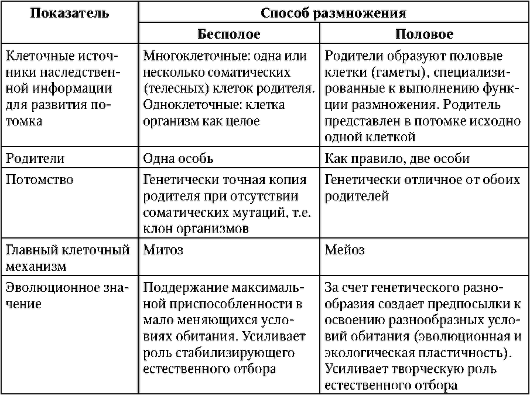 Показатель
Способ размножения
Бесполое
Половое
Клеточные источ-
ники наследствен-
ной информации
для развития по-
томка
Многоклеточные: одна или
несколько соматических
(телесных) клеток родителя.
Одноклеточные: клетка
организм как целое
Родители образуют половые
клетки (гаметы), специализи-
рованные к выполнению функ-
ции размножения. Родитель
представлен в потомке исходно
одной клеткой
Родители
Одна особь
Как правило, две особи
Потомство
Генетически точная копия
родителя при отсутствии
соматических мутаций, т.е.
клон организмов
Генетически отличное от обоих
родителей
Главный клеточный
механизм
Митоз
Мейоз
Эволюционное зна-
чение
Поддержание максималь-
ной приспособленности в
мало меняющихся усло-
виях обитания. Усиливает
роль стабилизирующего
естественного отбора
За счет генетического разно-
образия создает предпосылки к
освоению разнообразных усло-
вий обитания (эволюционная и
экологическая пластичность).
Усиливает творческую роль
естественного отбора